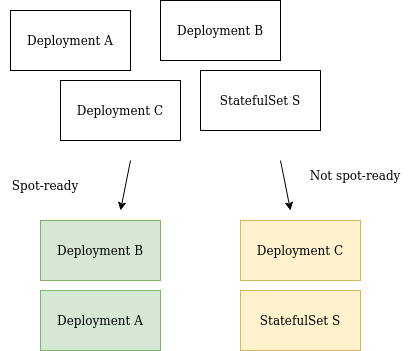 Deployment A
Deployment B
Deployment C
StatefulSet S
Spot-ready
Not spot-ready
Deployment B
Deployment C
Deployment A
StatefulSet S